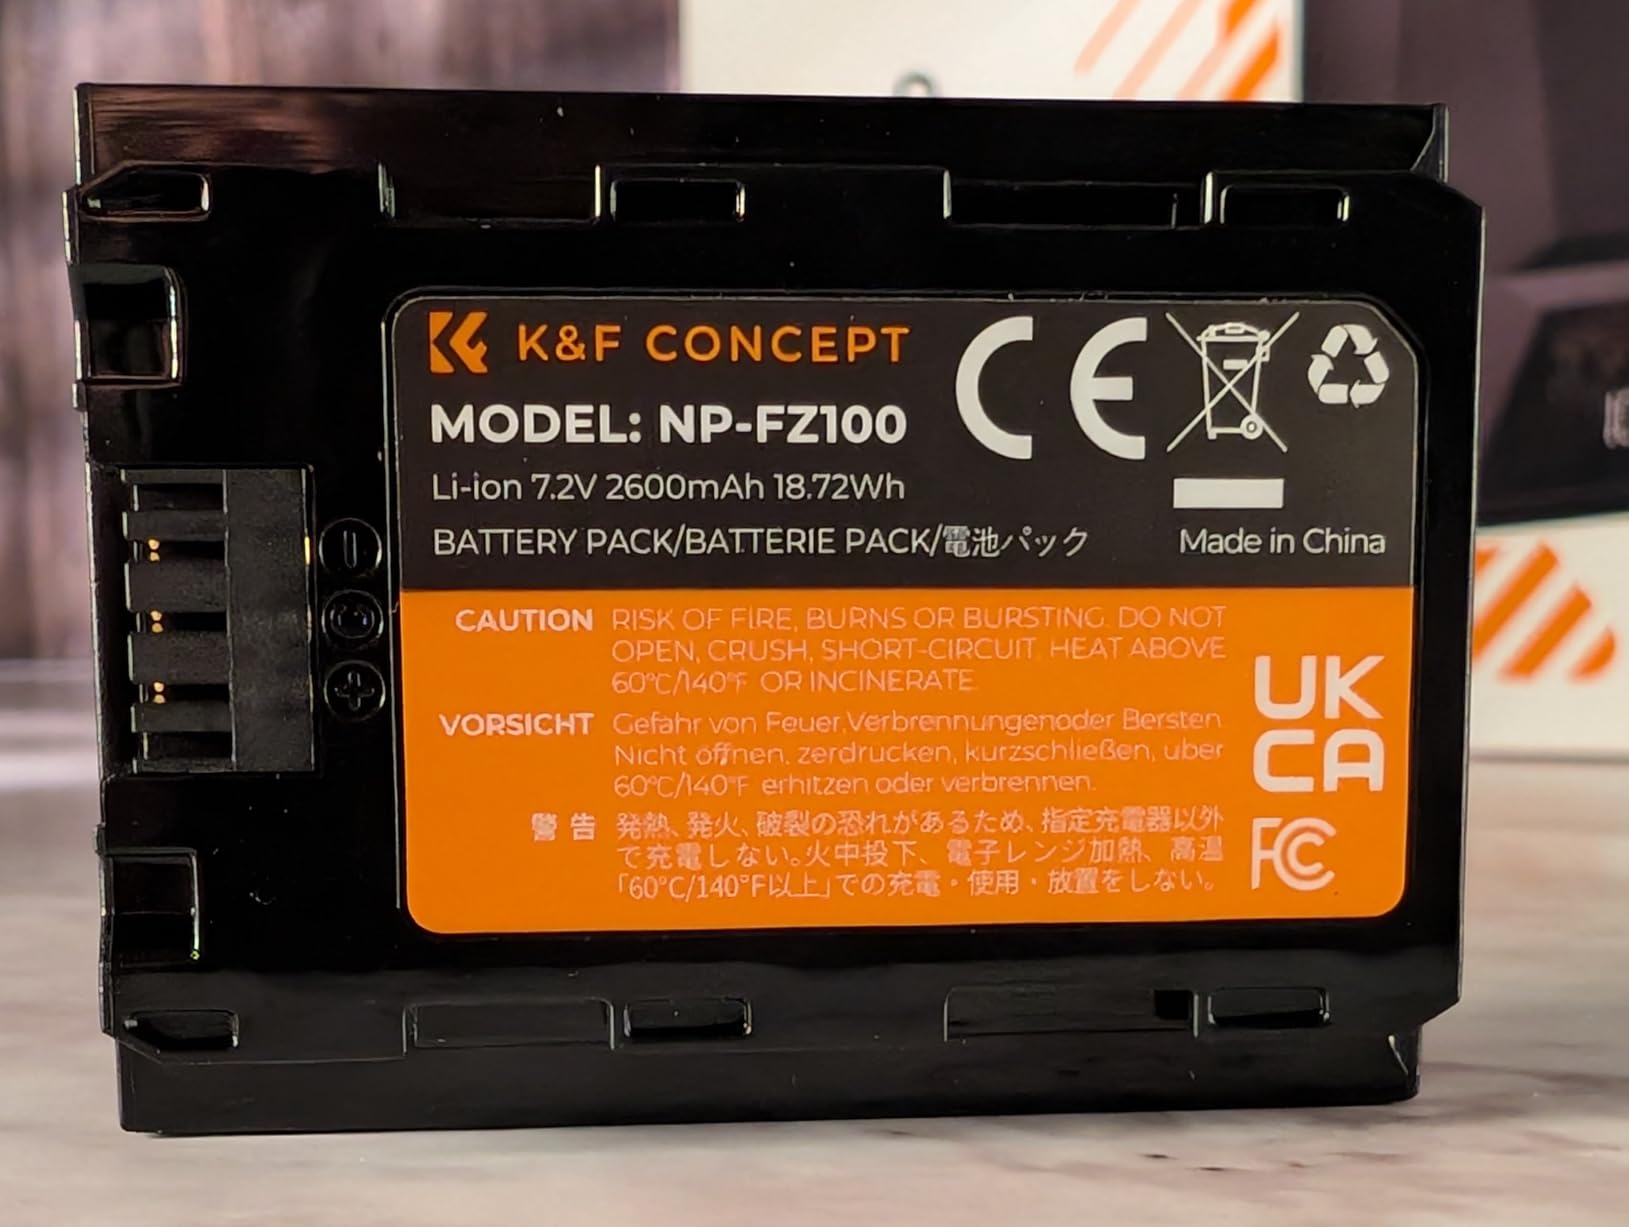 K&F CONCEPT
MODEL: NP-FZ100
Li-ion 7.2V 2600mAh 18.72Wh
BATTERY PACK/BATTERIE PACK/電池パック
Made in China
CAUTION RISK OF FIRE, BURNS OR BURSTING. DO NOT
OPEN, CRUSH, SHORT-CIRCUIT. HEAT ABOVE
60°C/140°F OR INCINERATE
VORSICHT Gefahr von Feuer,Verbrennungenoder Bersten
Nicht öffnen, zerdrucken, kurzschließen, uber
60°C/140°F erhitzen oder verbrennen.
警告 発熱、発火、破裂の恐れがあるため、指定充電器以外
で充電しない。火中投下、電子レンジ加熱、高温
「60°C/140°F以上」での充電・使用・放置をしない。
CE
UK
CA
FC